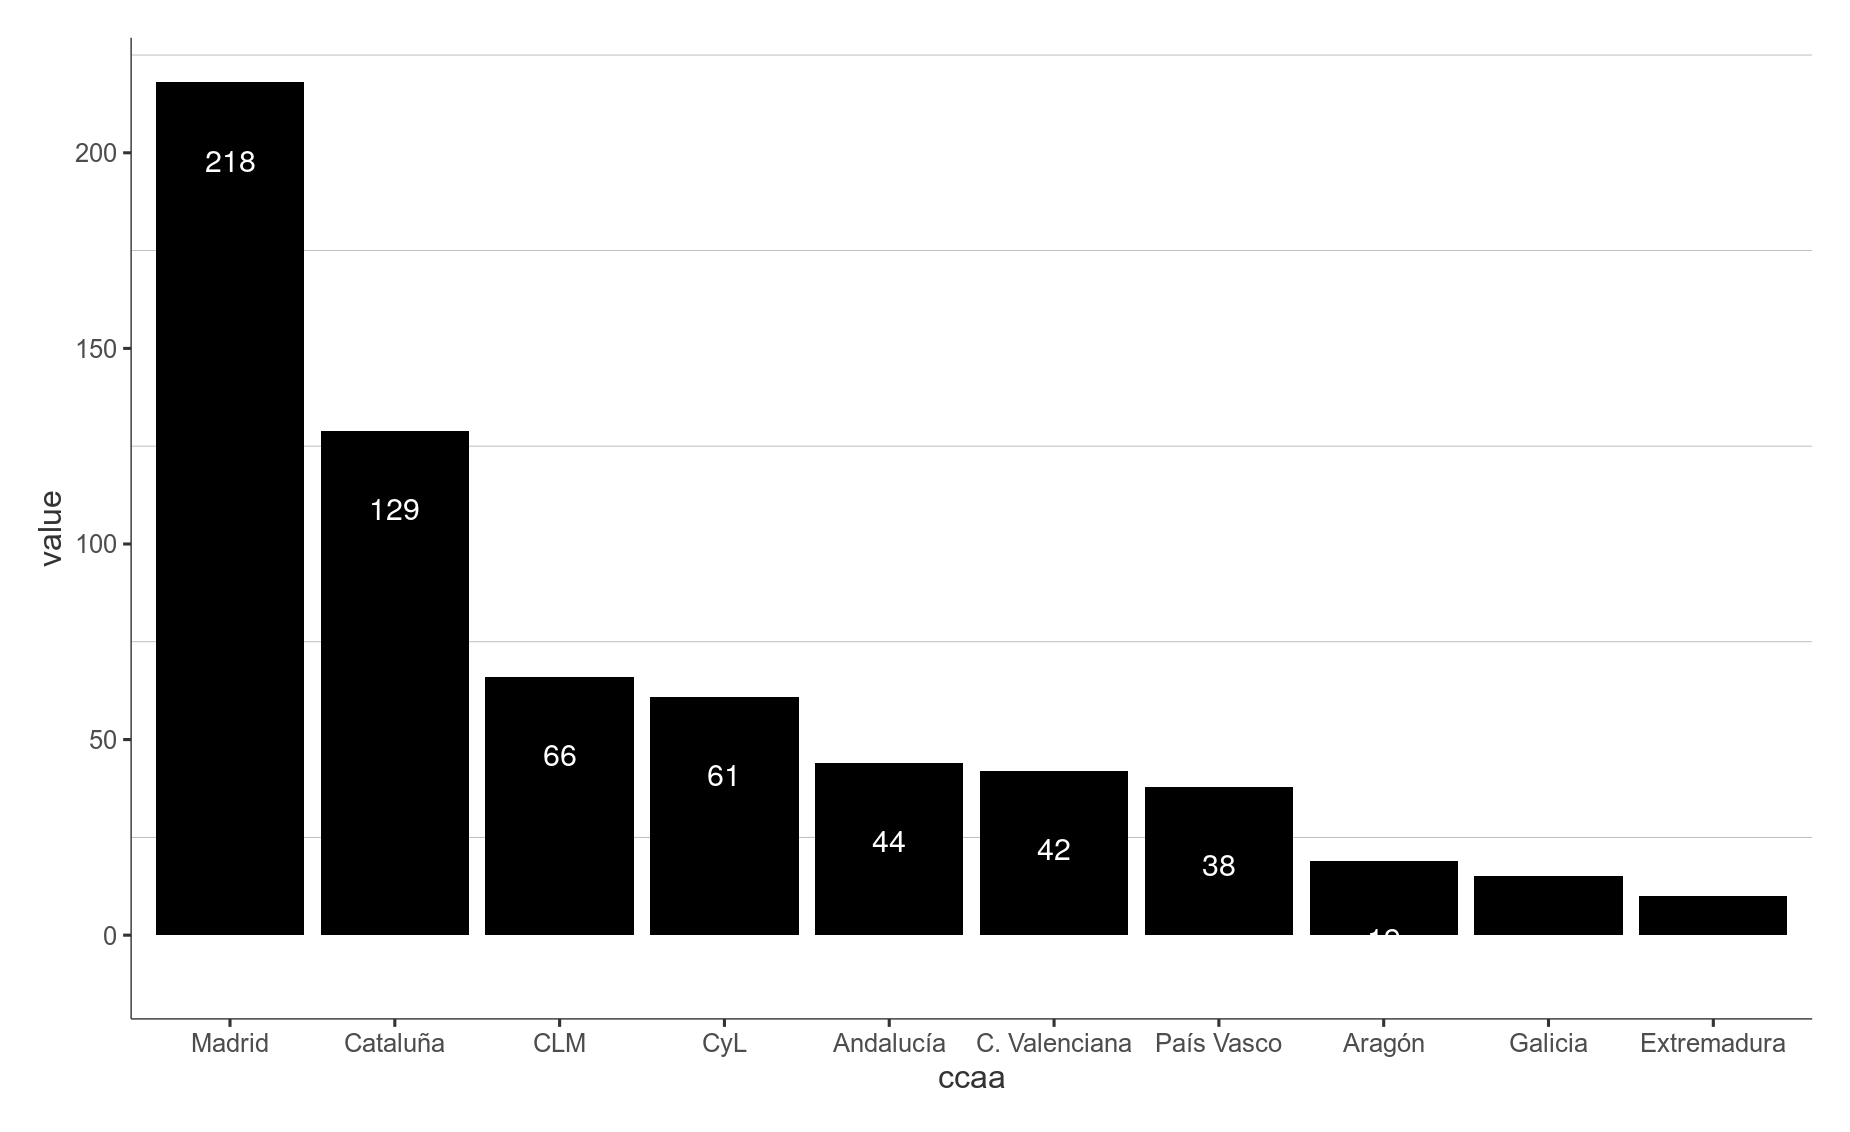 200
150
100
50
0
value
218
129
66
61
44
42
38
19
Madrid
Cataluña
CLM
CyL
Andalucía
C. Valenciana
País Vasco
Aragón
Galicia
Extremadura
ccaa